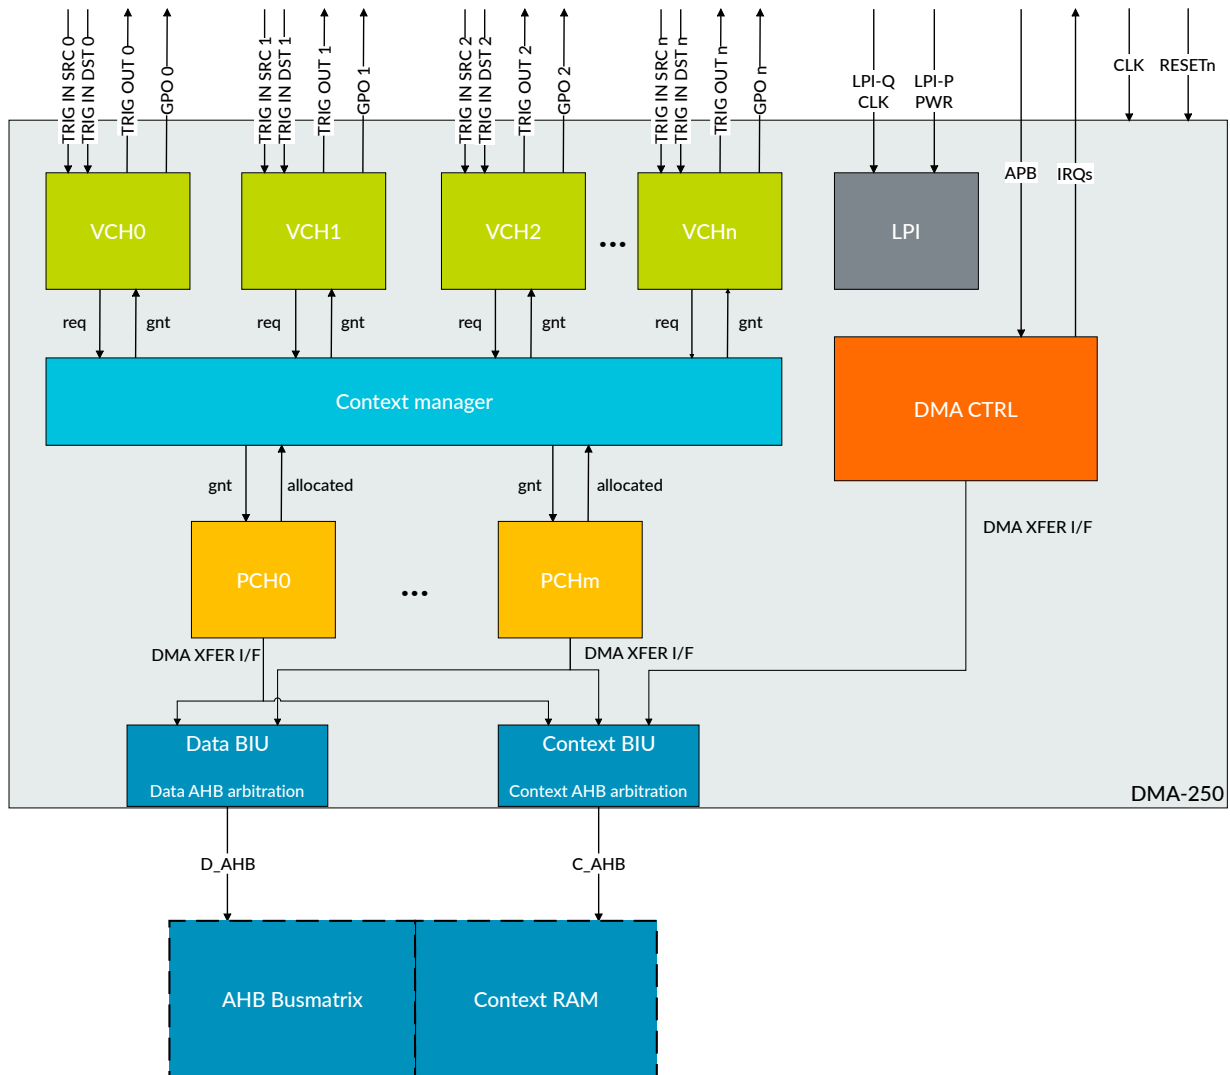 TRIG IN SRC 0
TRIG IN DST 0
TRIG OUT 0
GPO 0
TRIG IN SRC 1
TRIG IN DST 1
TRIG OUT 1
GPO 1
TRIG IN SRC 2
TRIG IN DST 2
TRIG OUT 2
GPO 2
TRIG IN SRC n
TRIG IN DST n
TRIG OUT n
GPO n
LPI-Q
CLK
LPI-P
PWR
CLK
RESETn
APB
IRQs
VCH0
VCH1
VCH2
...
VCHn
LPI
req
gnt
req
gnt
req
gnt
req
gnt
Context manager
DMA CTRL
gnt
allocated
gnt
allocated
DMA XFER I/F
PCH0
...
PCHm
DMA XFER I/F
DMA XFER I/F
Data BIU
Data AHB arbitration
Context BIU
Context AHB arbitration
DMA-250
D_AHB
C_AHB
AHB Busmatrix
Context RAM